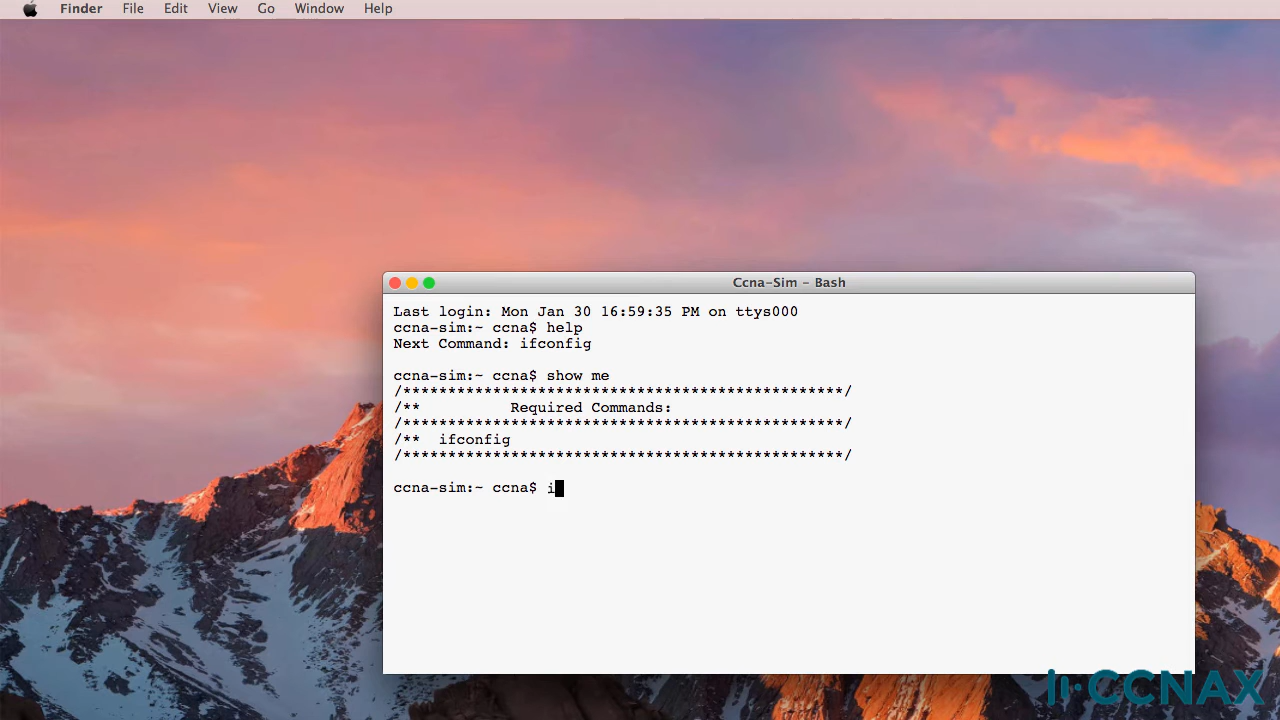 Finder File Edit View Go Window Help
Ccna-Sim – Bash
Last login: Mon Jan 30 16:59:35 PM on ttys000
ccna-sim:~ ccna$ help
Next Command: ifconfig
ccna-sim:~ ccna$ show me
/*************************************************/
/** Required Commands:
/*************************************************/
/** ifconfig
/*************************************************/
ccna-sim:~ ccna$ i
CCNAX